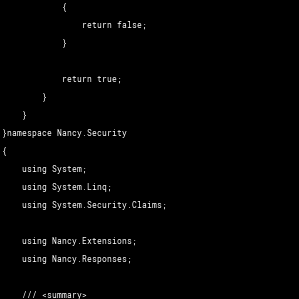 {
return false;
}
return true;
}
}
}namespace Nancy.Security
{
using System;
using System.Linq;
using System.Security.Claims;
using Nancy.Extensions;
using Nancy.Responses;
/// <summary>